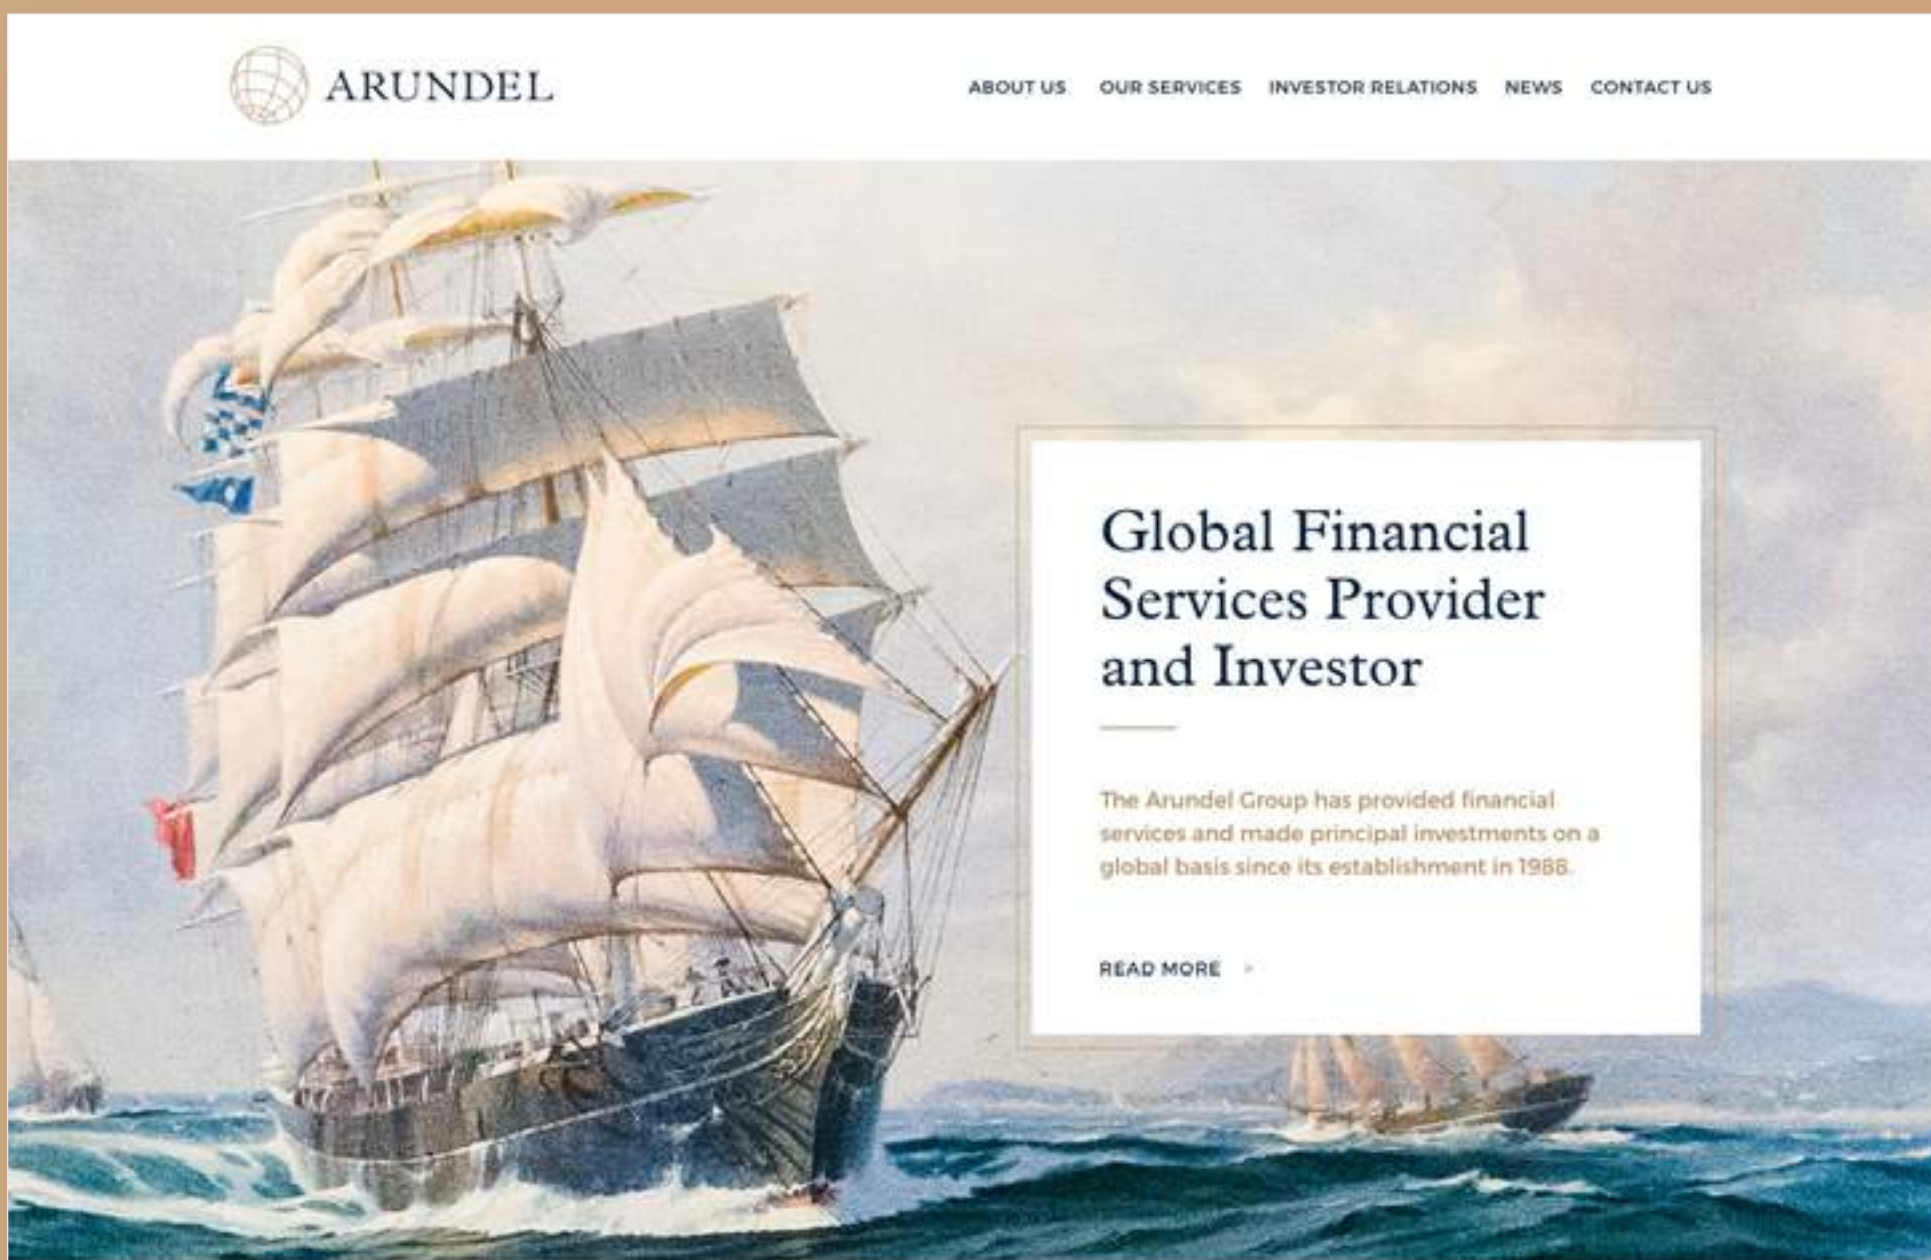 ARUNDEL
ABOUT US OUR SERVICES INVESTOR RELATIONS NEWS CONTACT US
Global Financial
Services Provider
and Investor
The Arundel Group has provided financial
services and made principal investments on a
global basis since its establishment in 1988.
READ MORE